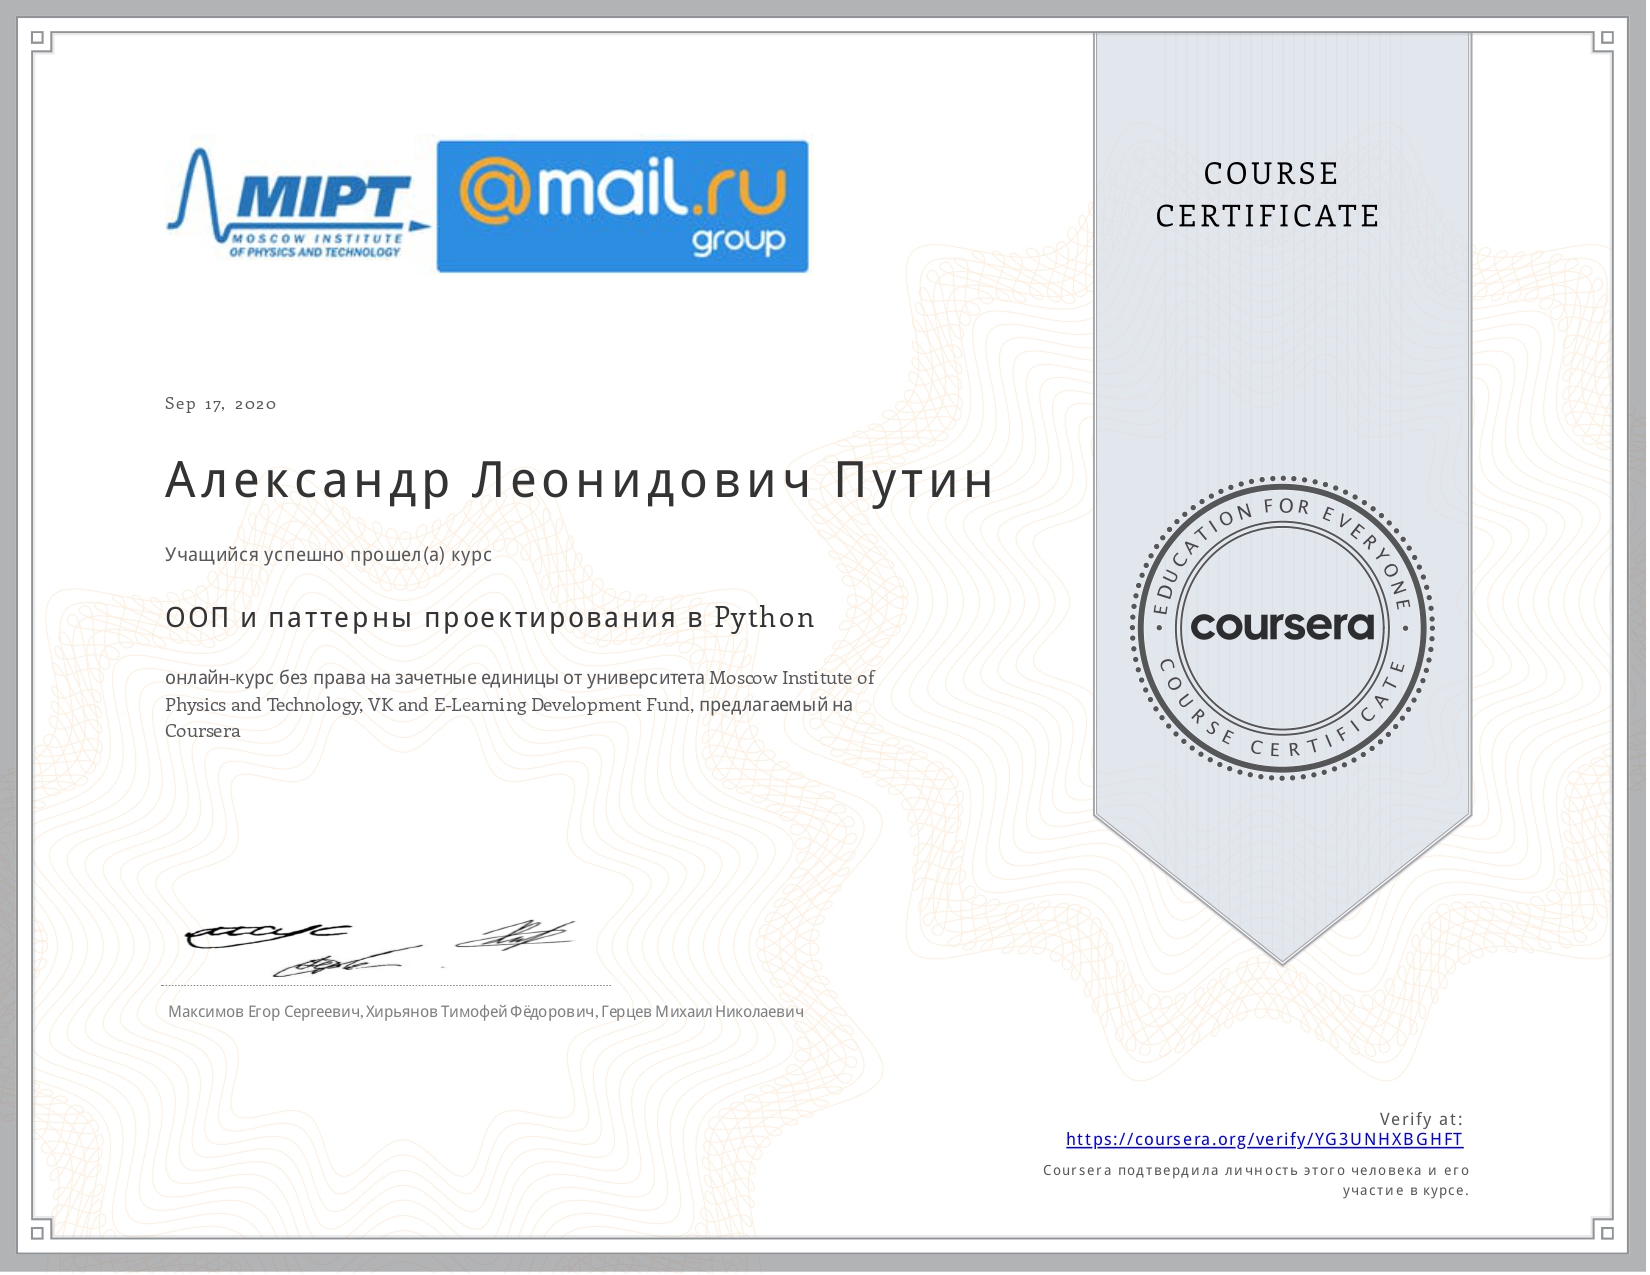 MIPT
MOSCOW INSTITUTE
OF PHYSICS AND TECHNOLOGY
@mail.ru
group
COURSE
CERTIFICATE
Sep 17, 2020
Александр Леонидович Путин
Учащийся успешно прошел(а) курс
ООП и паттерны проектирования в Python
онлайн-курс без права на зачетные единицы от университета Moscow Institute of
Physics and Technology, VK and E-Learning Development Fund, предлагаемый на
Coursera
EDUCATION FOR EVERYONE
coursera
COURSE CERTIFICATE
Максимов Егор Сергеевич, Хирьянов Тимофей Фёдорович, Герцев Михаил Николаевич
Verify at:
https://coursera.org/verify/YG3UNHXBGHFT
Coursera подтвердила личность этого человека и его
участие в курсе.